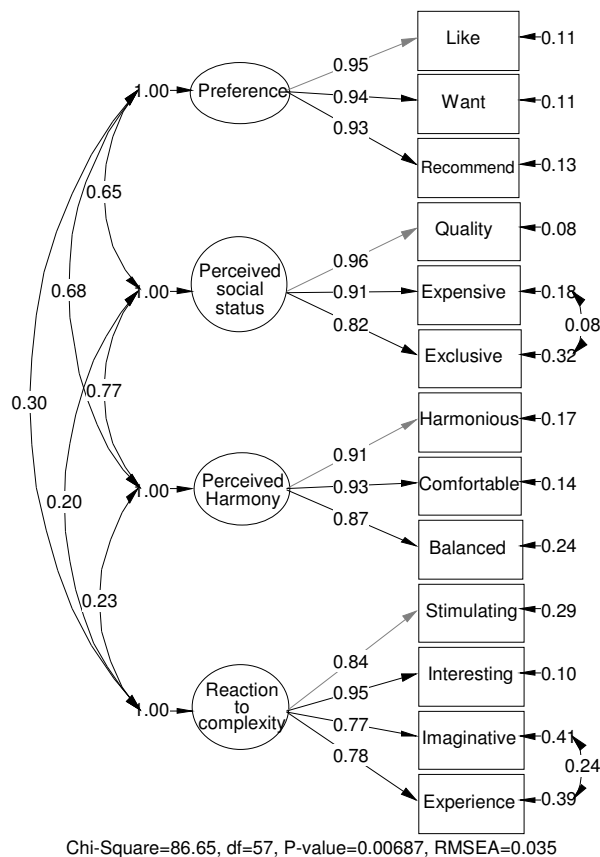 Like
0.11
0.95
1.00
Preference
0.94
Want
0.11
0.93
Recommend
0.13
0.65
Quality
0.08
0.96
Perceived
social
status
1.00
0.91
Expensive
0.18
0.08
0.82
Exclusive
0.32
0.68
0.77
0.30
Harmonious
0.17
0.91
1.00
Perceived
Harmony
0.93
Comfortable
0.14
0.20
0.87
Balanced
0.24
0.23
Stimulating
0.29
0.84
Reaction
to
complexity
1.00
0.95
Interesting
0.10
0.77
Imaginative
0.41
0.24
0.78
Experience
0.39
Chi-Square=86.65, df=57, P-value=0.00687, RMSEA=0.035